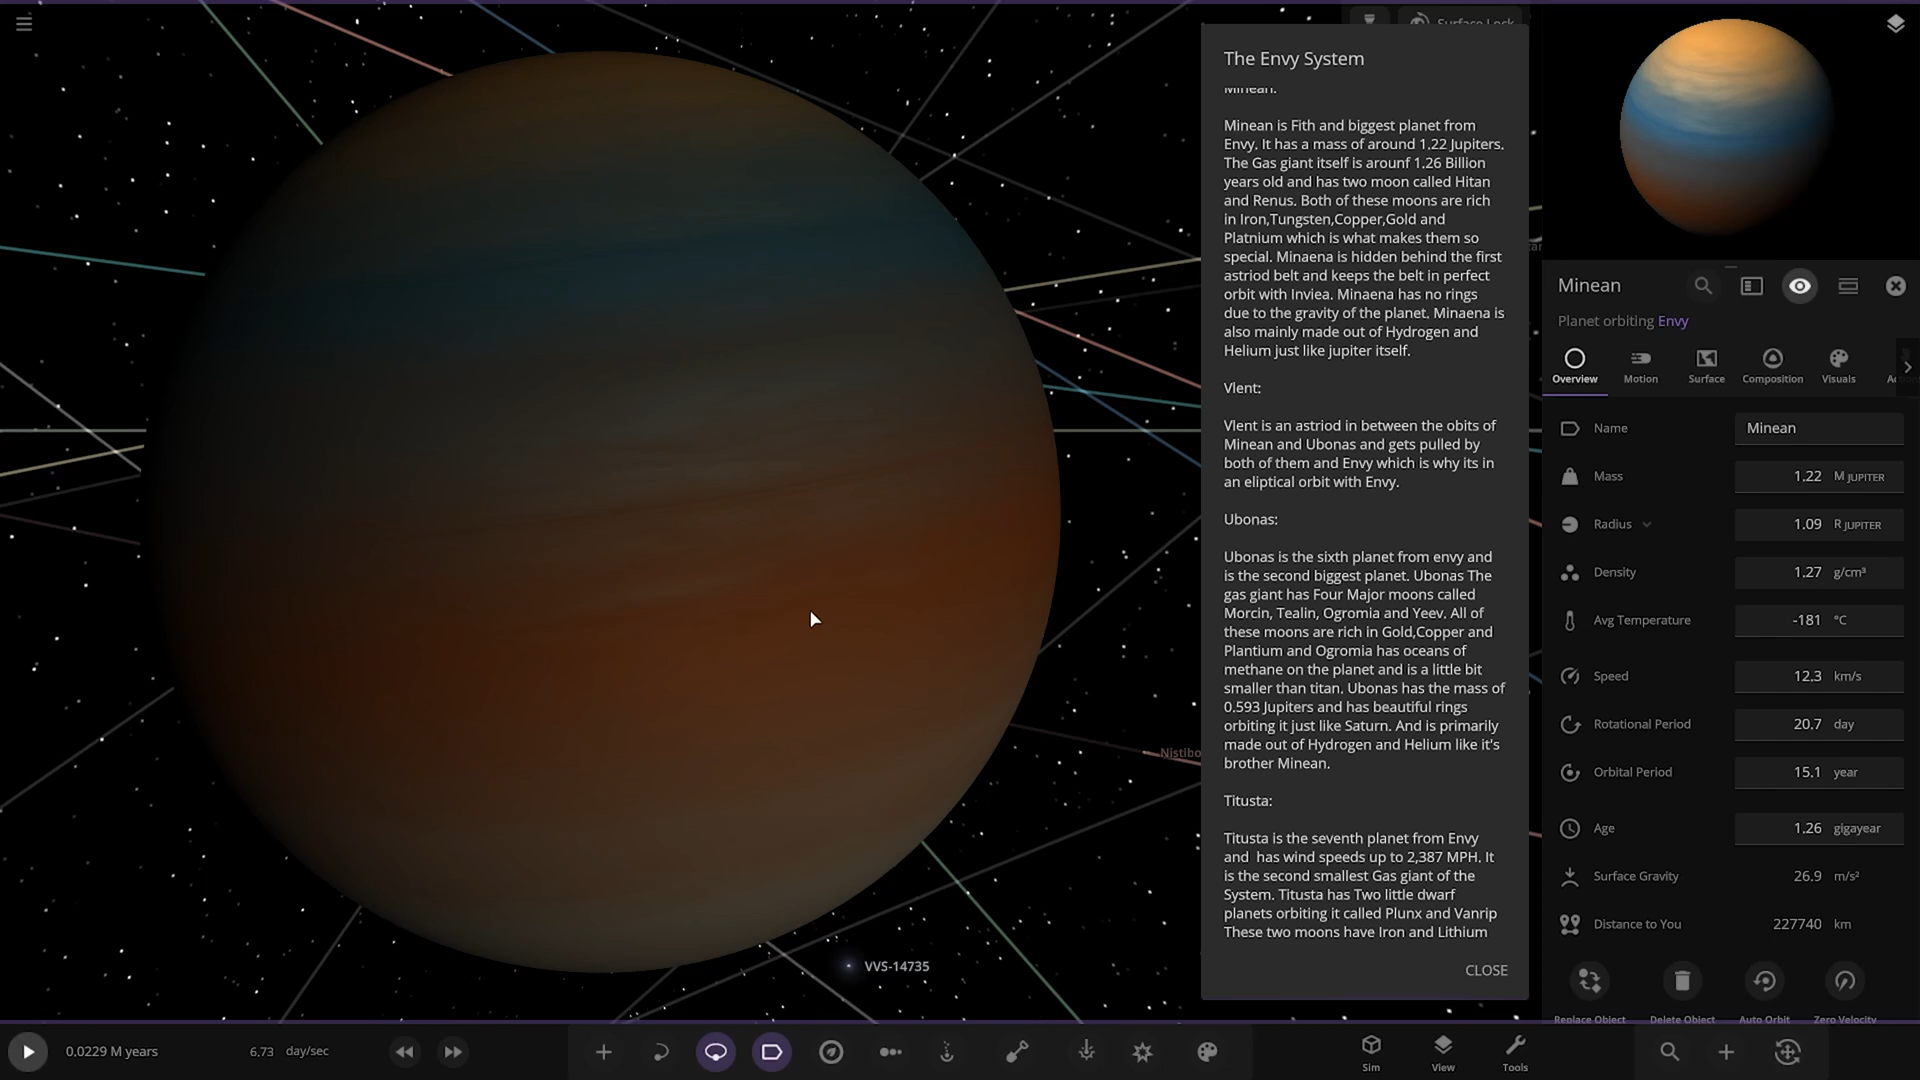 Surface Lock
The Envy System
Minean:
Minean is Fith and biggest planet from
Envy. It has a mass of around 1.22 Jupiters.
The Gas giant itself is arounf 1.26 Billion
years old and has two moon called Hitan
and Renus. Both of these moons are rich
in Iron,Tungsten,Copper,Gold and
Platnium which is what makes them so
special. Minaena is hidden behind the first
astriod belt and keeps the belt in perfect
orbit with Inviea. Minaena has no rings
due to the gravity of the planet. Minaena is
also mainly made out of Hydrogen and
Helium just like jupiter itself.
Vlent:
Vlent is an astriod in between the obits of
Minean and Ubonas and gets pulled by
both of them and Envy which is why its in
an eliptical orbit with Envy.
Ubonas:
Ubonas is the sixth planet from envy and
is the second biggest planet. Ubonas The
gas giant has Four Major moons called
Morcin, Tealin, Ogromia and Yeev. All of
these moons are rich in Gold,Copper and
Plantium and Ogromia has oceans of
methane on the planet and is a little bit
smaller than titan. Ubonas has the mass of
0.593 Jupiters and has beautiful rings
orbiting it just like Saturn. And is primarily
made out of Hydrogen and Helium like it's
brother Minean.
Titusta:
Titusta is the seventh planet from Envy
and  has wind speeds up to 2,387 MPH. It
is the second smallest Gas giant of the
System. Titusta has Two little dwarf
planets orbiting it called Plunx and Vanrip
These two moons have Iron and Lithium
CLOSE
Nistibo
VVS-14735
Minean
Planet orbiting Envy
Overview Motion Surface Composition Visuals
Name Minean
Mass 1.22 M JUPITER
Radius 1.09 R JUPITER
Density 1.27 g/cm³
Avg Temperature -181 °C
Speed 12.3 km/s
Rotational Period 20.7 day
Orbital Period 15.1 year
Age 1.26 gigayear
Surface Gravity 26.9 m/s²
Distance to You 227740 km
Replace Object Delete Object Auto Orbit Zero Velocity
0.0229 M years 6.73 day/sec
Sim View Tools